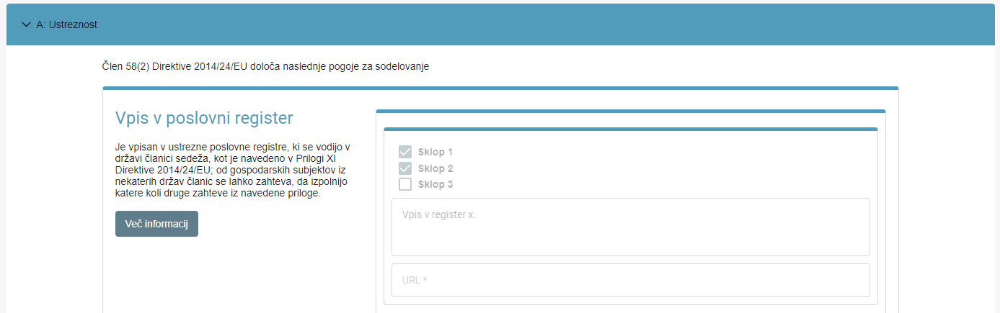 A: Ustreznost
Člen 58(2) Direktive 2014/24/EU določa naslednje pogoje za sodelovanje
Vpis v poslovni register
Je vpisan v ustrezne poslovne registre, ki se vodijo v
državi članici sedeža, kot je navedeno v Prilogi XI
Direktive 2014/24/EU; od gospodarskih subjektov iz
nekaterih držav članic se lahko zahteva, da izpolnijo
katere koli druge zahteve iz navedene priloge.
Več informacij
Sklop 1
Sklop 2
Sklop 3
Vpis v register x.
URL *